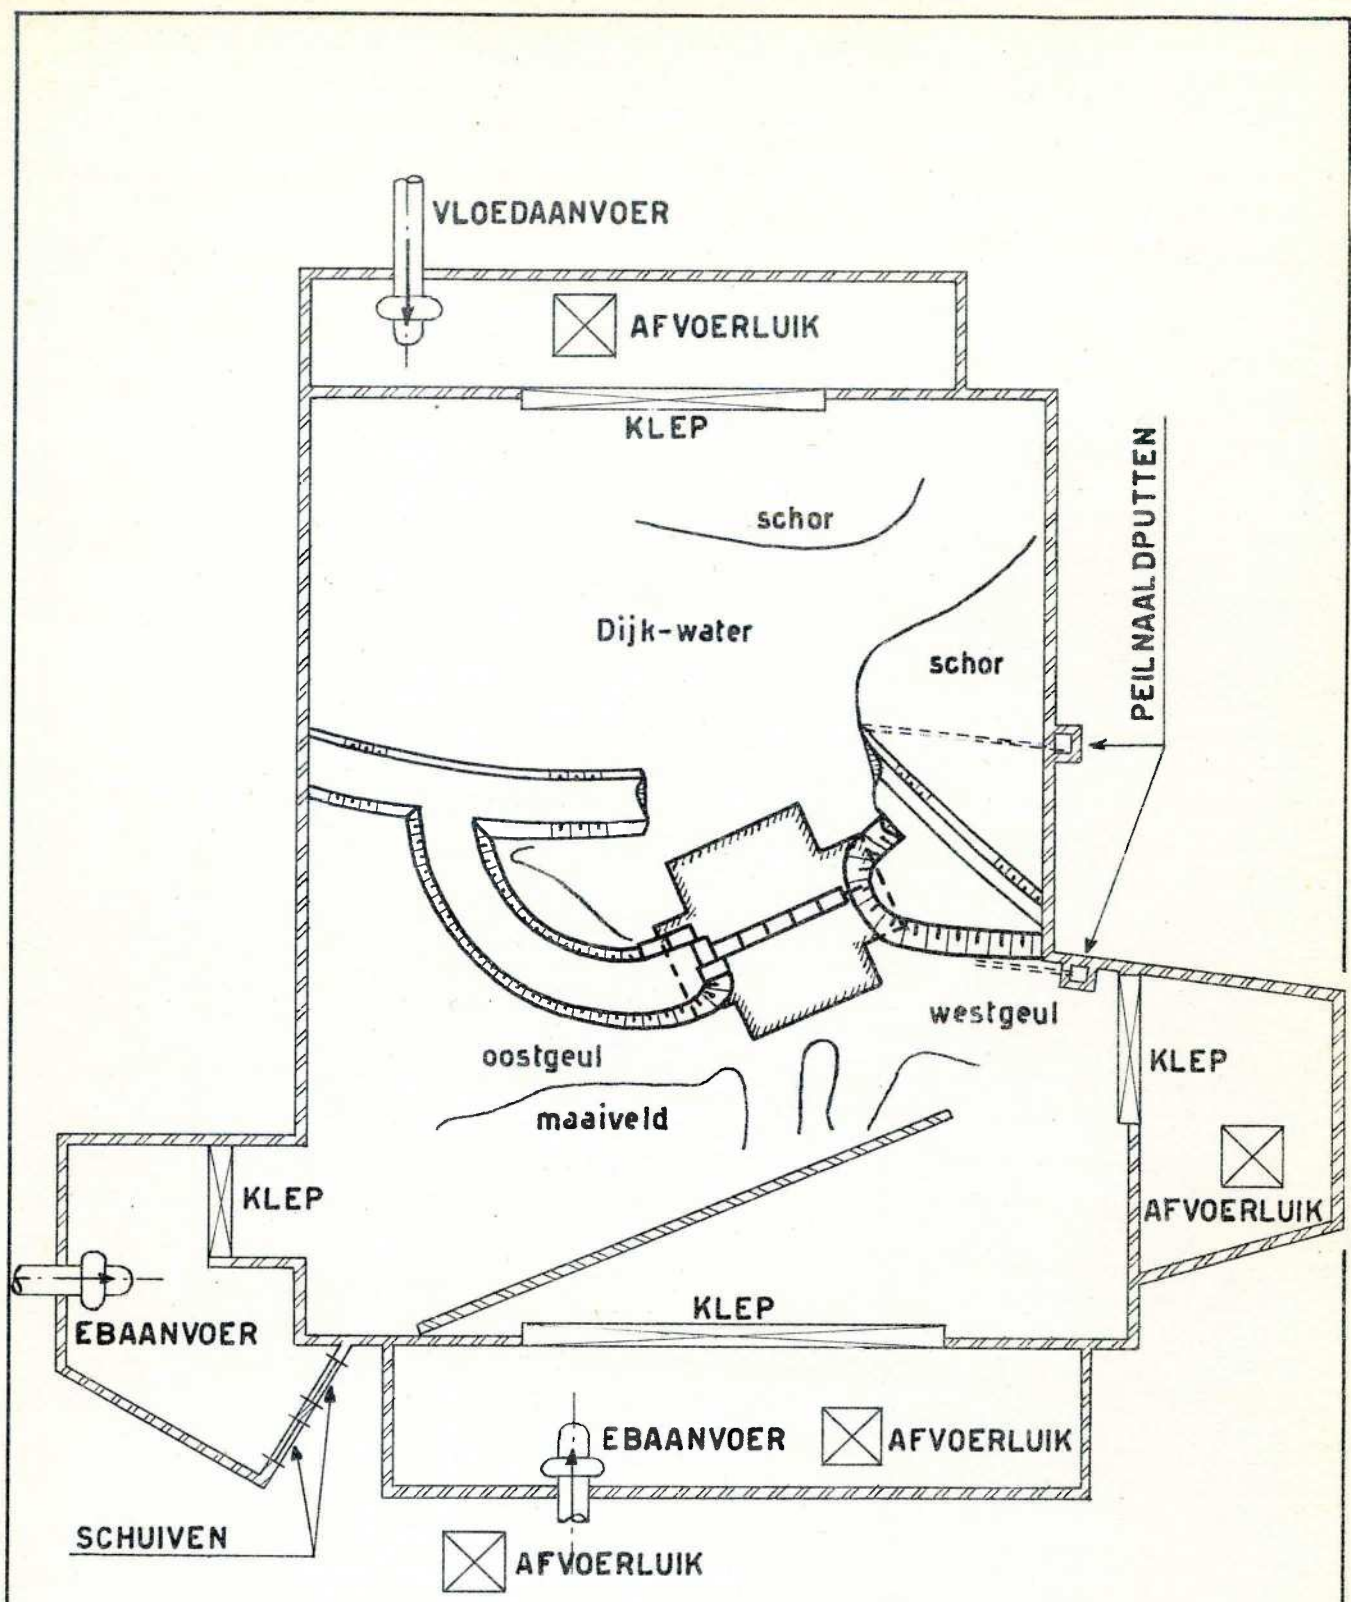 VLOEDAANVOER
AFVOERLUIK
KLEP
schor
PEILNAALDPUTTEN
Dijk-water
schor
westgeul
oostgeul
KLEP
maaiveld
KLEP
AFVOERLUIK
KLEP
EBAANVOER
EBAANVOER
AFVOERLUIK
SCHUIVEN
AFVOERLUIK